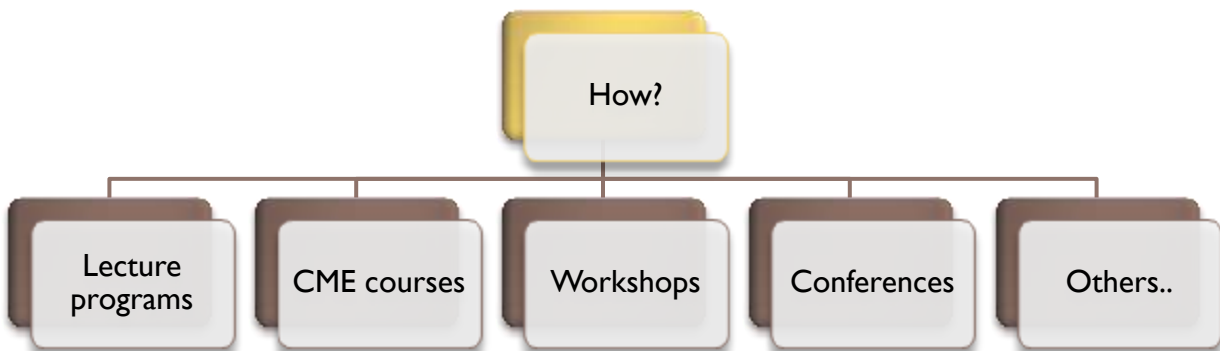 How?
Lecture
programs
CME courses
Workshops
Conferences
Others..